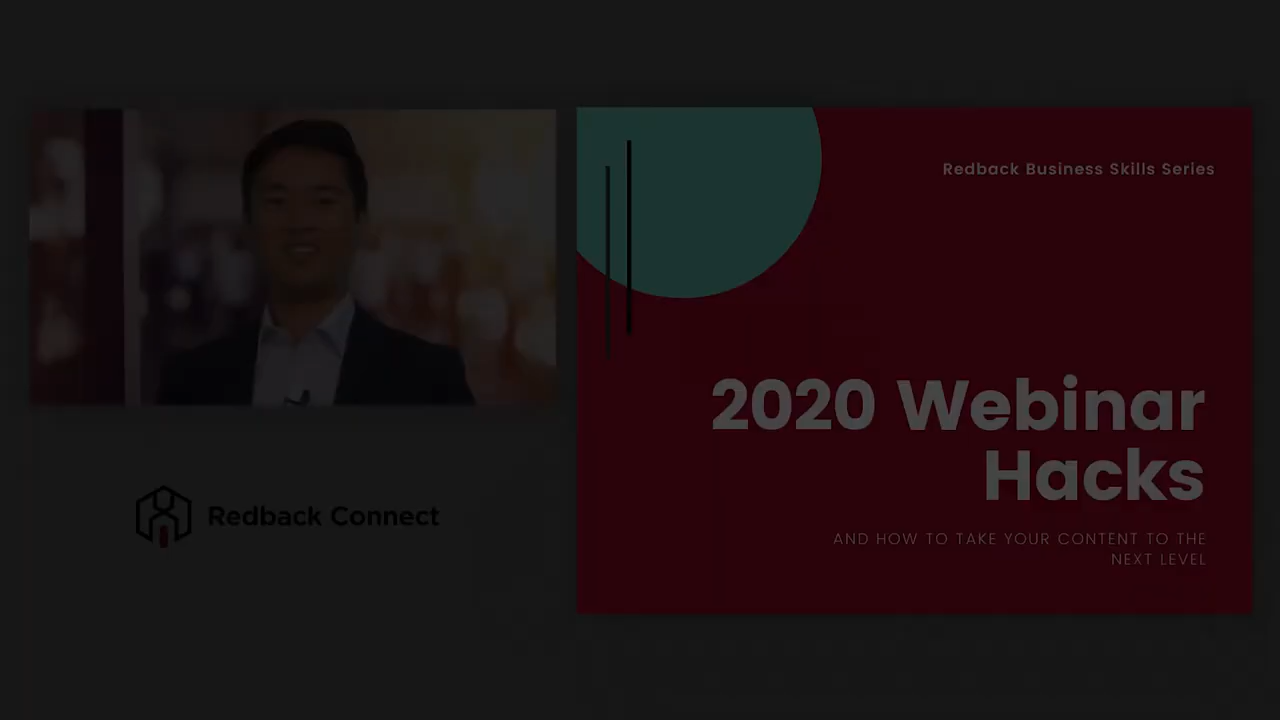 Redback Business Skills Series
2020 Webinar
Hacks
AND HOW TO TAKE YOUR CONTENT TO THE
NEXT LEVEL
Redback Connect